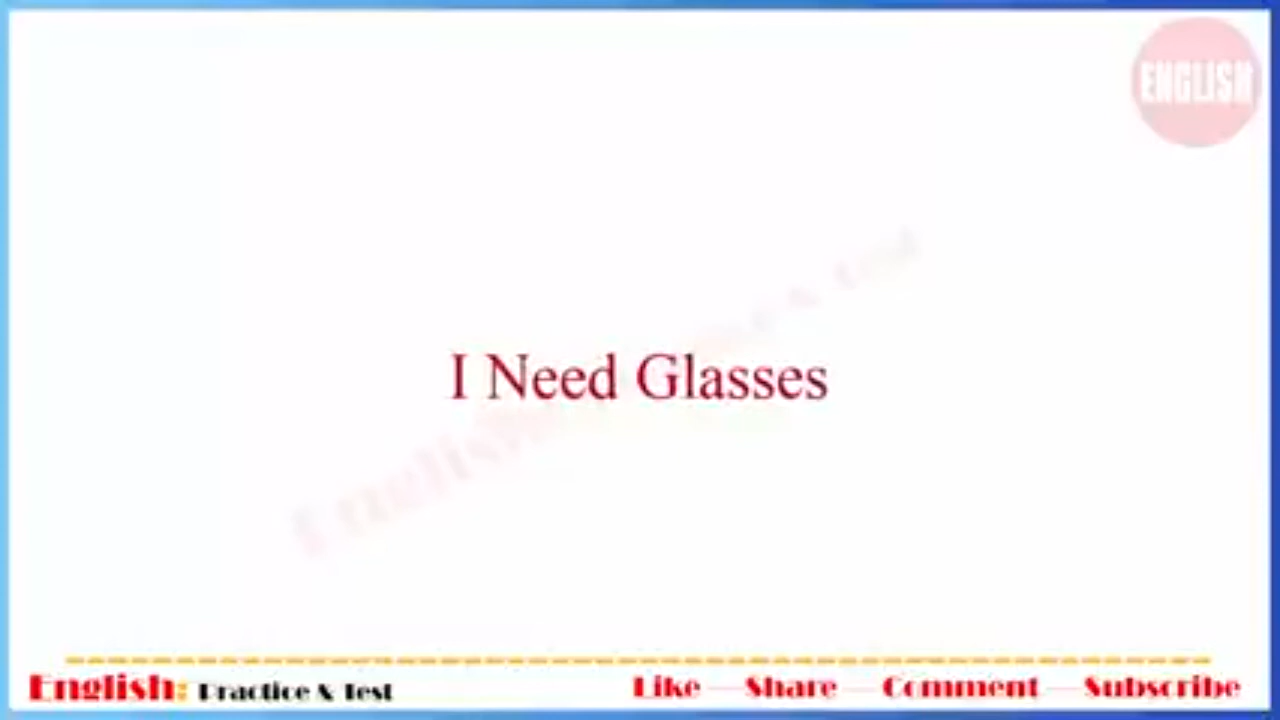 ENGLISH
I Need Glasses
English: Practice & Test
Like — Share — Comment — Subscribe